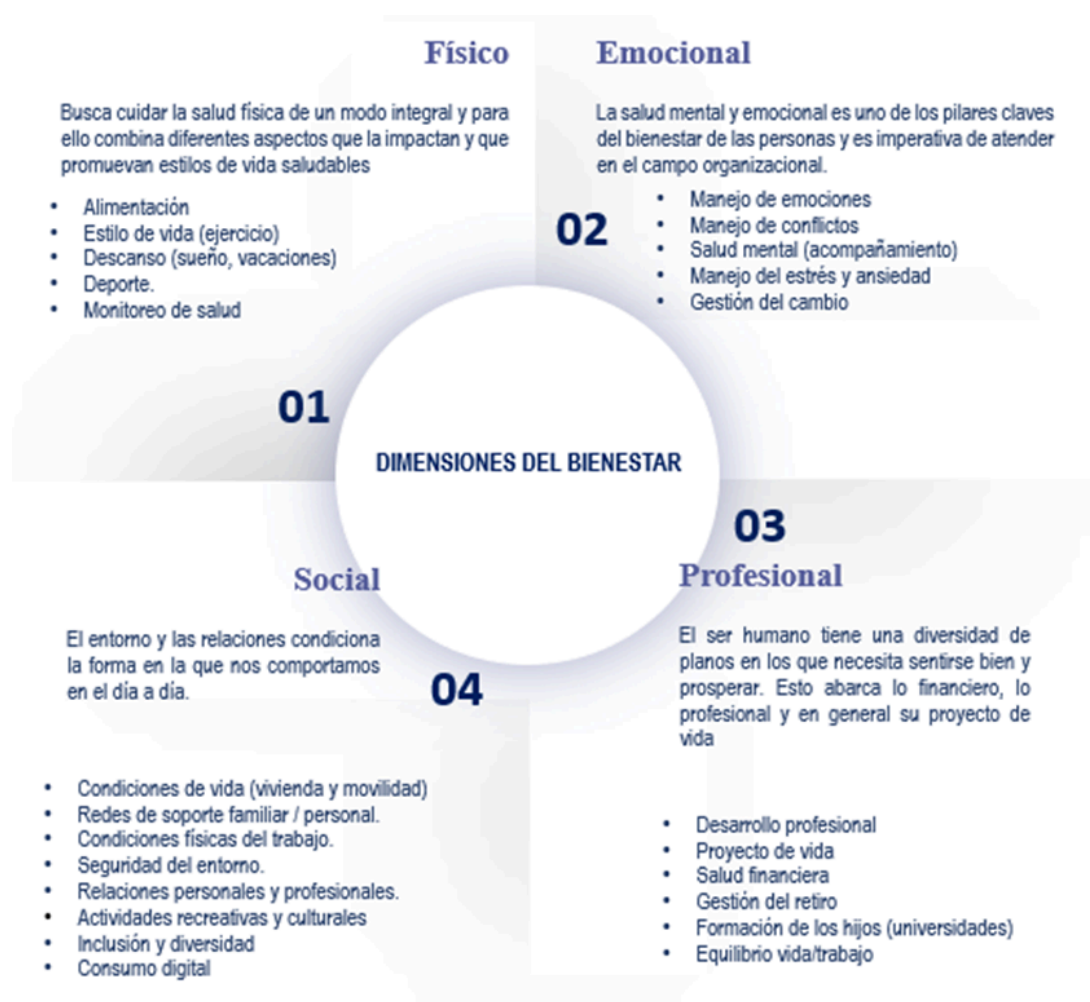 Físico
Busca cuidar la salud física de un modo integral y para
ello combina diferentes aspectos que la impactan y que
promuevan estilos de vida saludables
• Alimentación
• Estilo de vida (ejercicio)
• Descanso (sueño, vacaciones)
• Deporte.
• Monitoreo de salud
01
Emocional
La salud mental y emocional es uno de los pilares claves
del bienestar de las personas y es imperativa de atender
en el campo organizacional.
02
• Manejo de emociones
• Manejo de conflictos
• Salud mental (acompañamiento)
• Manejo del estrés y ansiedad
• Gestión del cambio
DIMENSIONES DEL BIENESTAR
03
Profesional
El ser humano tiene una diversidad de
planos en los que necesita sentirse bien y
prosperar. Esto abarca lo financiero, lo
profesional y en general su proyecto de
vida
• Desarrollo profesional
• Proyecto de vida
• Salud financiera
• Gestión del retiro
• Formación de los hijos (universidades)
• Equilibrio vida/trabajo
Social
El entorno y las relaciones condiciona
la forma en la que nos comportamos
en el día a día.
04
• Condiciones de vida (vivienda y movilidad)
• Redes de soporte familiar / personal.
• Condiciones físicas del trabajo.
• Seguridad del entorno.
• Relaciones personales y profesionales.
• Actividades recreativas y culturales
• Inclusión y diversidad
• Consumo digital